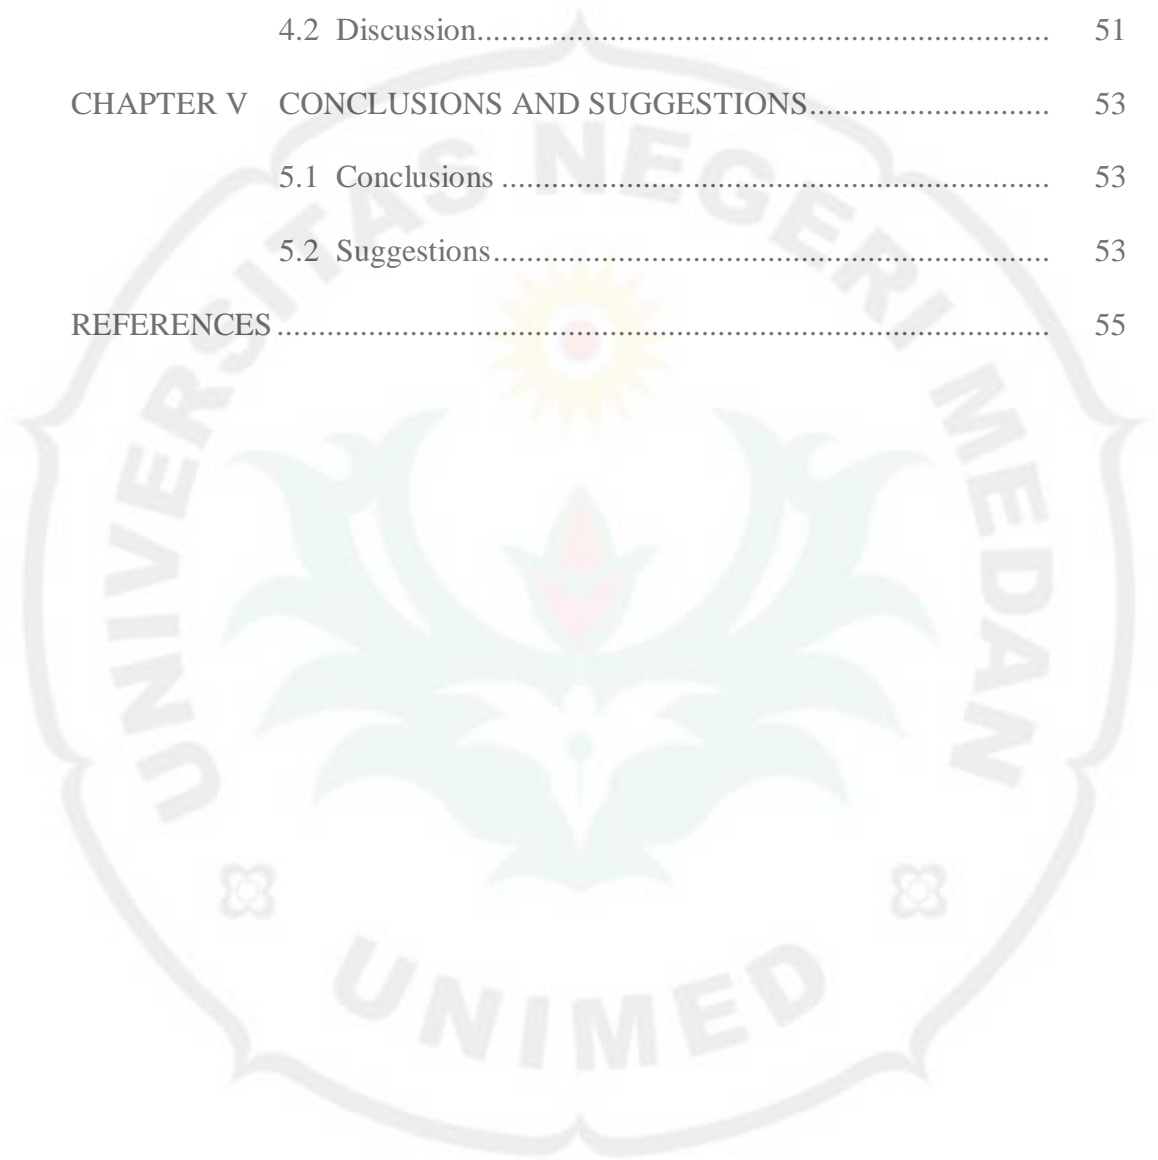 4.2 Discussion...................................................................... 51
CHAPTER V CONCLUSIONS AND SUGGESTIONS............................. 53
5.1 Conclusions ................................................................... 53
5.2 Suggestions.................................................................... 53
REFERENCES .............................................................................................. 55
UNIVERSITAS NEGERI MEDAN
UNIMED